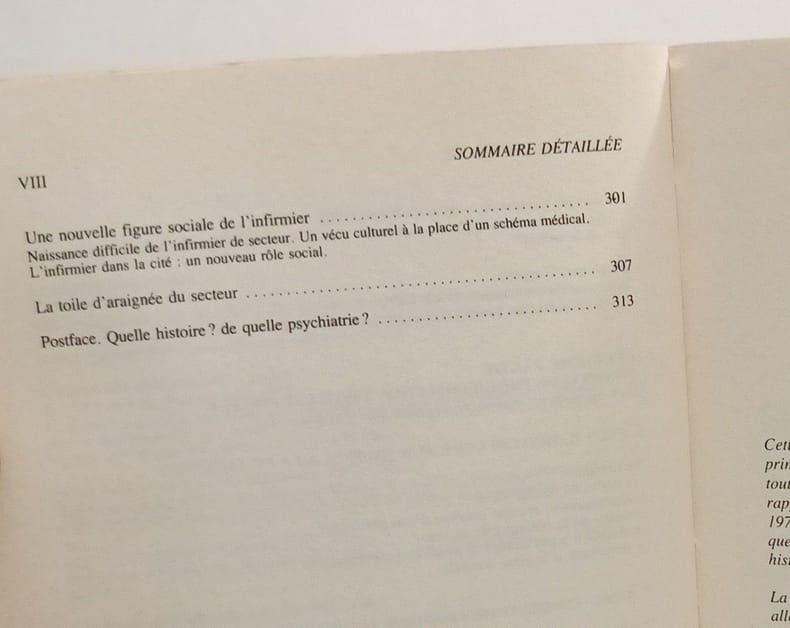 VIII
SOMMAIRE DÉTAILLÉE
Une nouvelle figure sociale de l'infirmier .................................. 301
Naissance difficile de l'infirmier de secteur. Un vécu culturel à la place d'un schéma médical.
L'infirmier dans la cité : un nouveau rôle social.
La toile d'araignée du secteur ............................................ 307
Postface. Quelle histoire ? de quelle psychiatrie ? ............................ 313
La